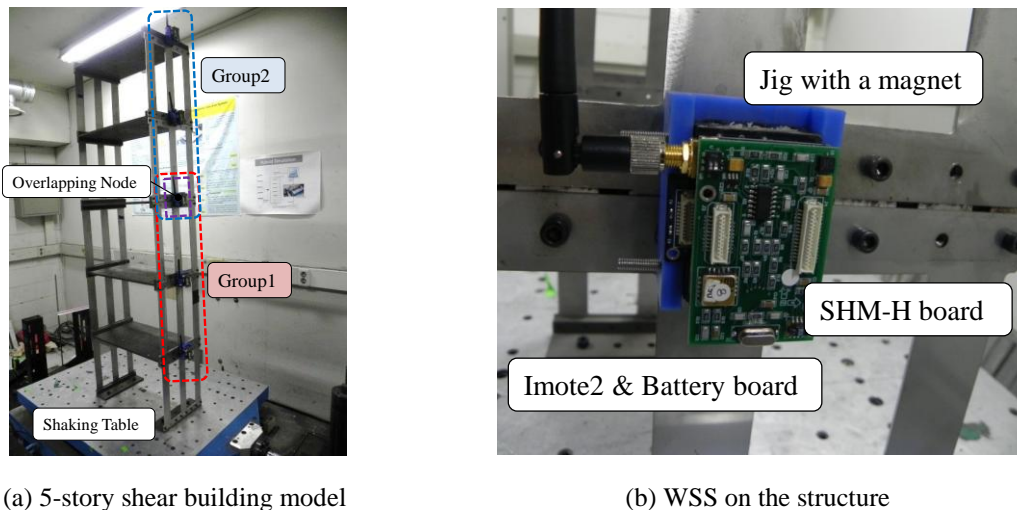 Group2
Overlapping Node
Group1
Shaking Table
Jig with a magnet
SHM-H board
Imote2 & Battery board
(a) 5-story shear building model
(b) WSS on the structure